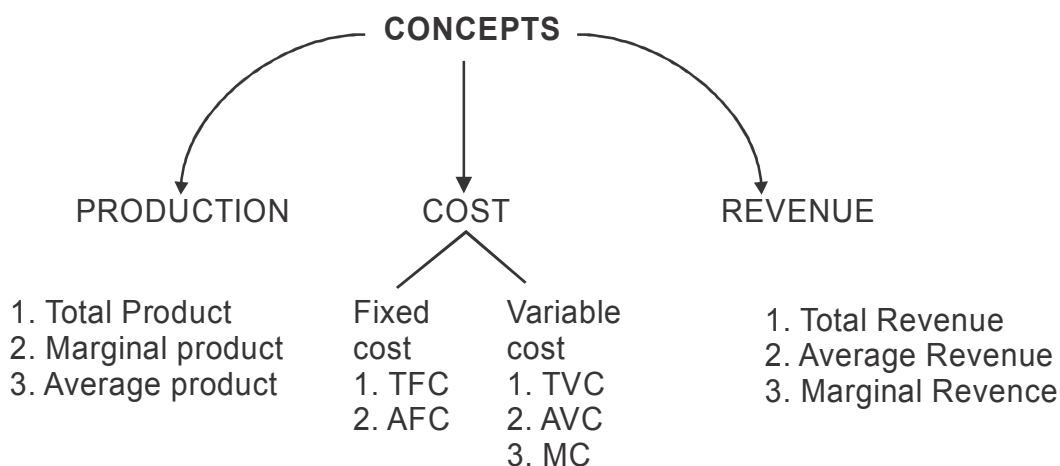 CONCEPTS
PRODUCTION
COST
REVENUE
1. Total Product
2. Marginal product
3. Average product
Fixed
cost
1. TFC
2. AFC
Variable
cost
1. TVC
2. AVC
3. MC
1. Total Revenue
2. Average Revenue
3. Marginal Revence